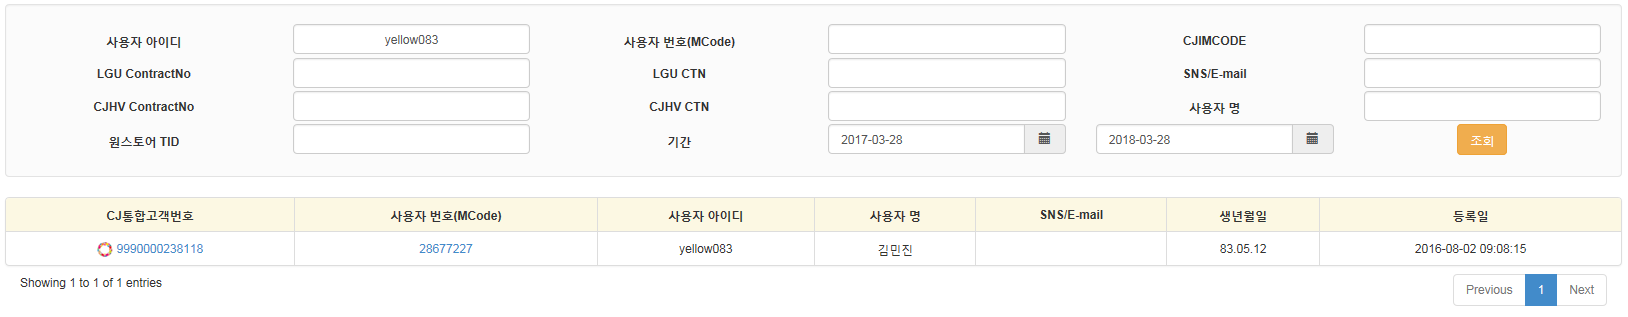 사용자 아이디 yellow083 사용자 번호(MCode) CJIMCODE
LGU ContractNo LGU CTN SNS/E-mail
CJHV ContractNo CJHV CTN 사용자 명
원스토어 TID 기간 2017-03-28 2018-03-28 조회
CJ통합고객번호 사용자 번호(MCode) 사용자 아이디 사용자 명 SNS/E-mail 생년월일 등록일
9990000238118 28677227 yellow083 김민진 83.05.12 2016-08-02 09:08:15
Showing 1 to 1 of 1 entries Previous 1 Next